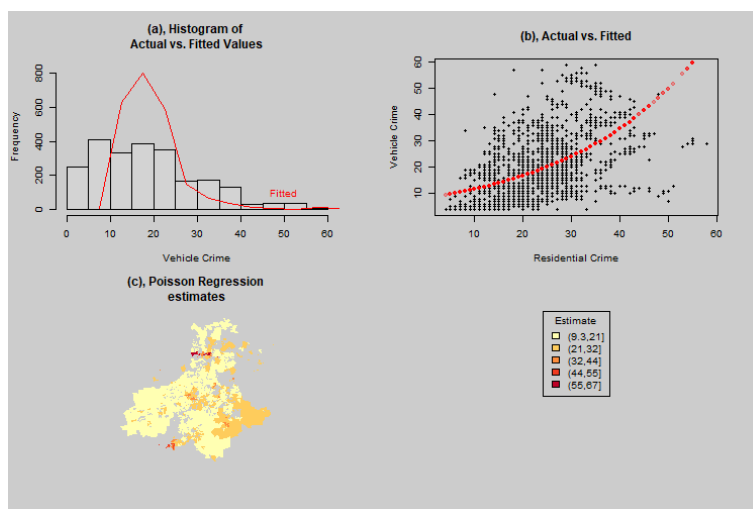 (a), Histogram of
Actual vs. Fitted Values
Frequency
800
600
400
200
0
Fitted
0 10 20 30 40 50 60
Vehicle Crime
(b), Actual vs. Fitted
Vehicle Crime
60
50
40
30
20
10
10 20 30 40 50 60
Residential Crime
(c), Poisson Regression
estimates
Estimate
(9.3,21]
(21,32]
(32,44]
(44,55]
(55,67]